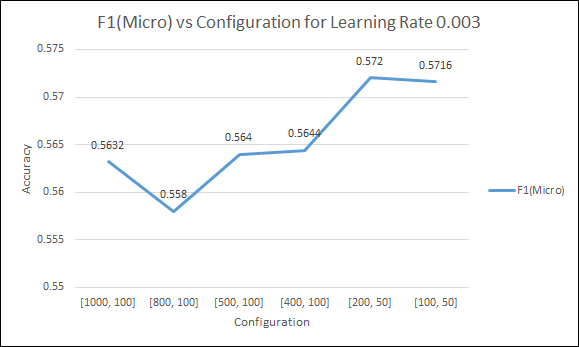 F1(Micro) vs Configuration for Learning Rate 0.003
0.575
0.57
0.565
0.56
0.555
0.55
Accuracy
0.5632
0.558
0.564
0.5644
0.572
0.5716
[1000, 100] [800, 100] [500, 100] [400, 100] [200, 50] [100, 50]
Configuration
F1(Micro)